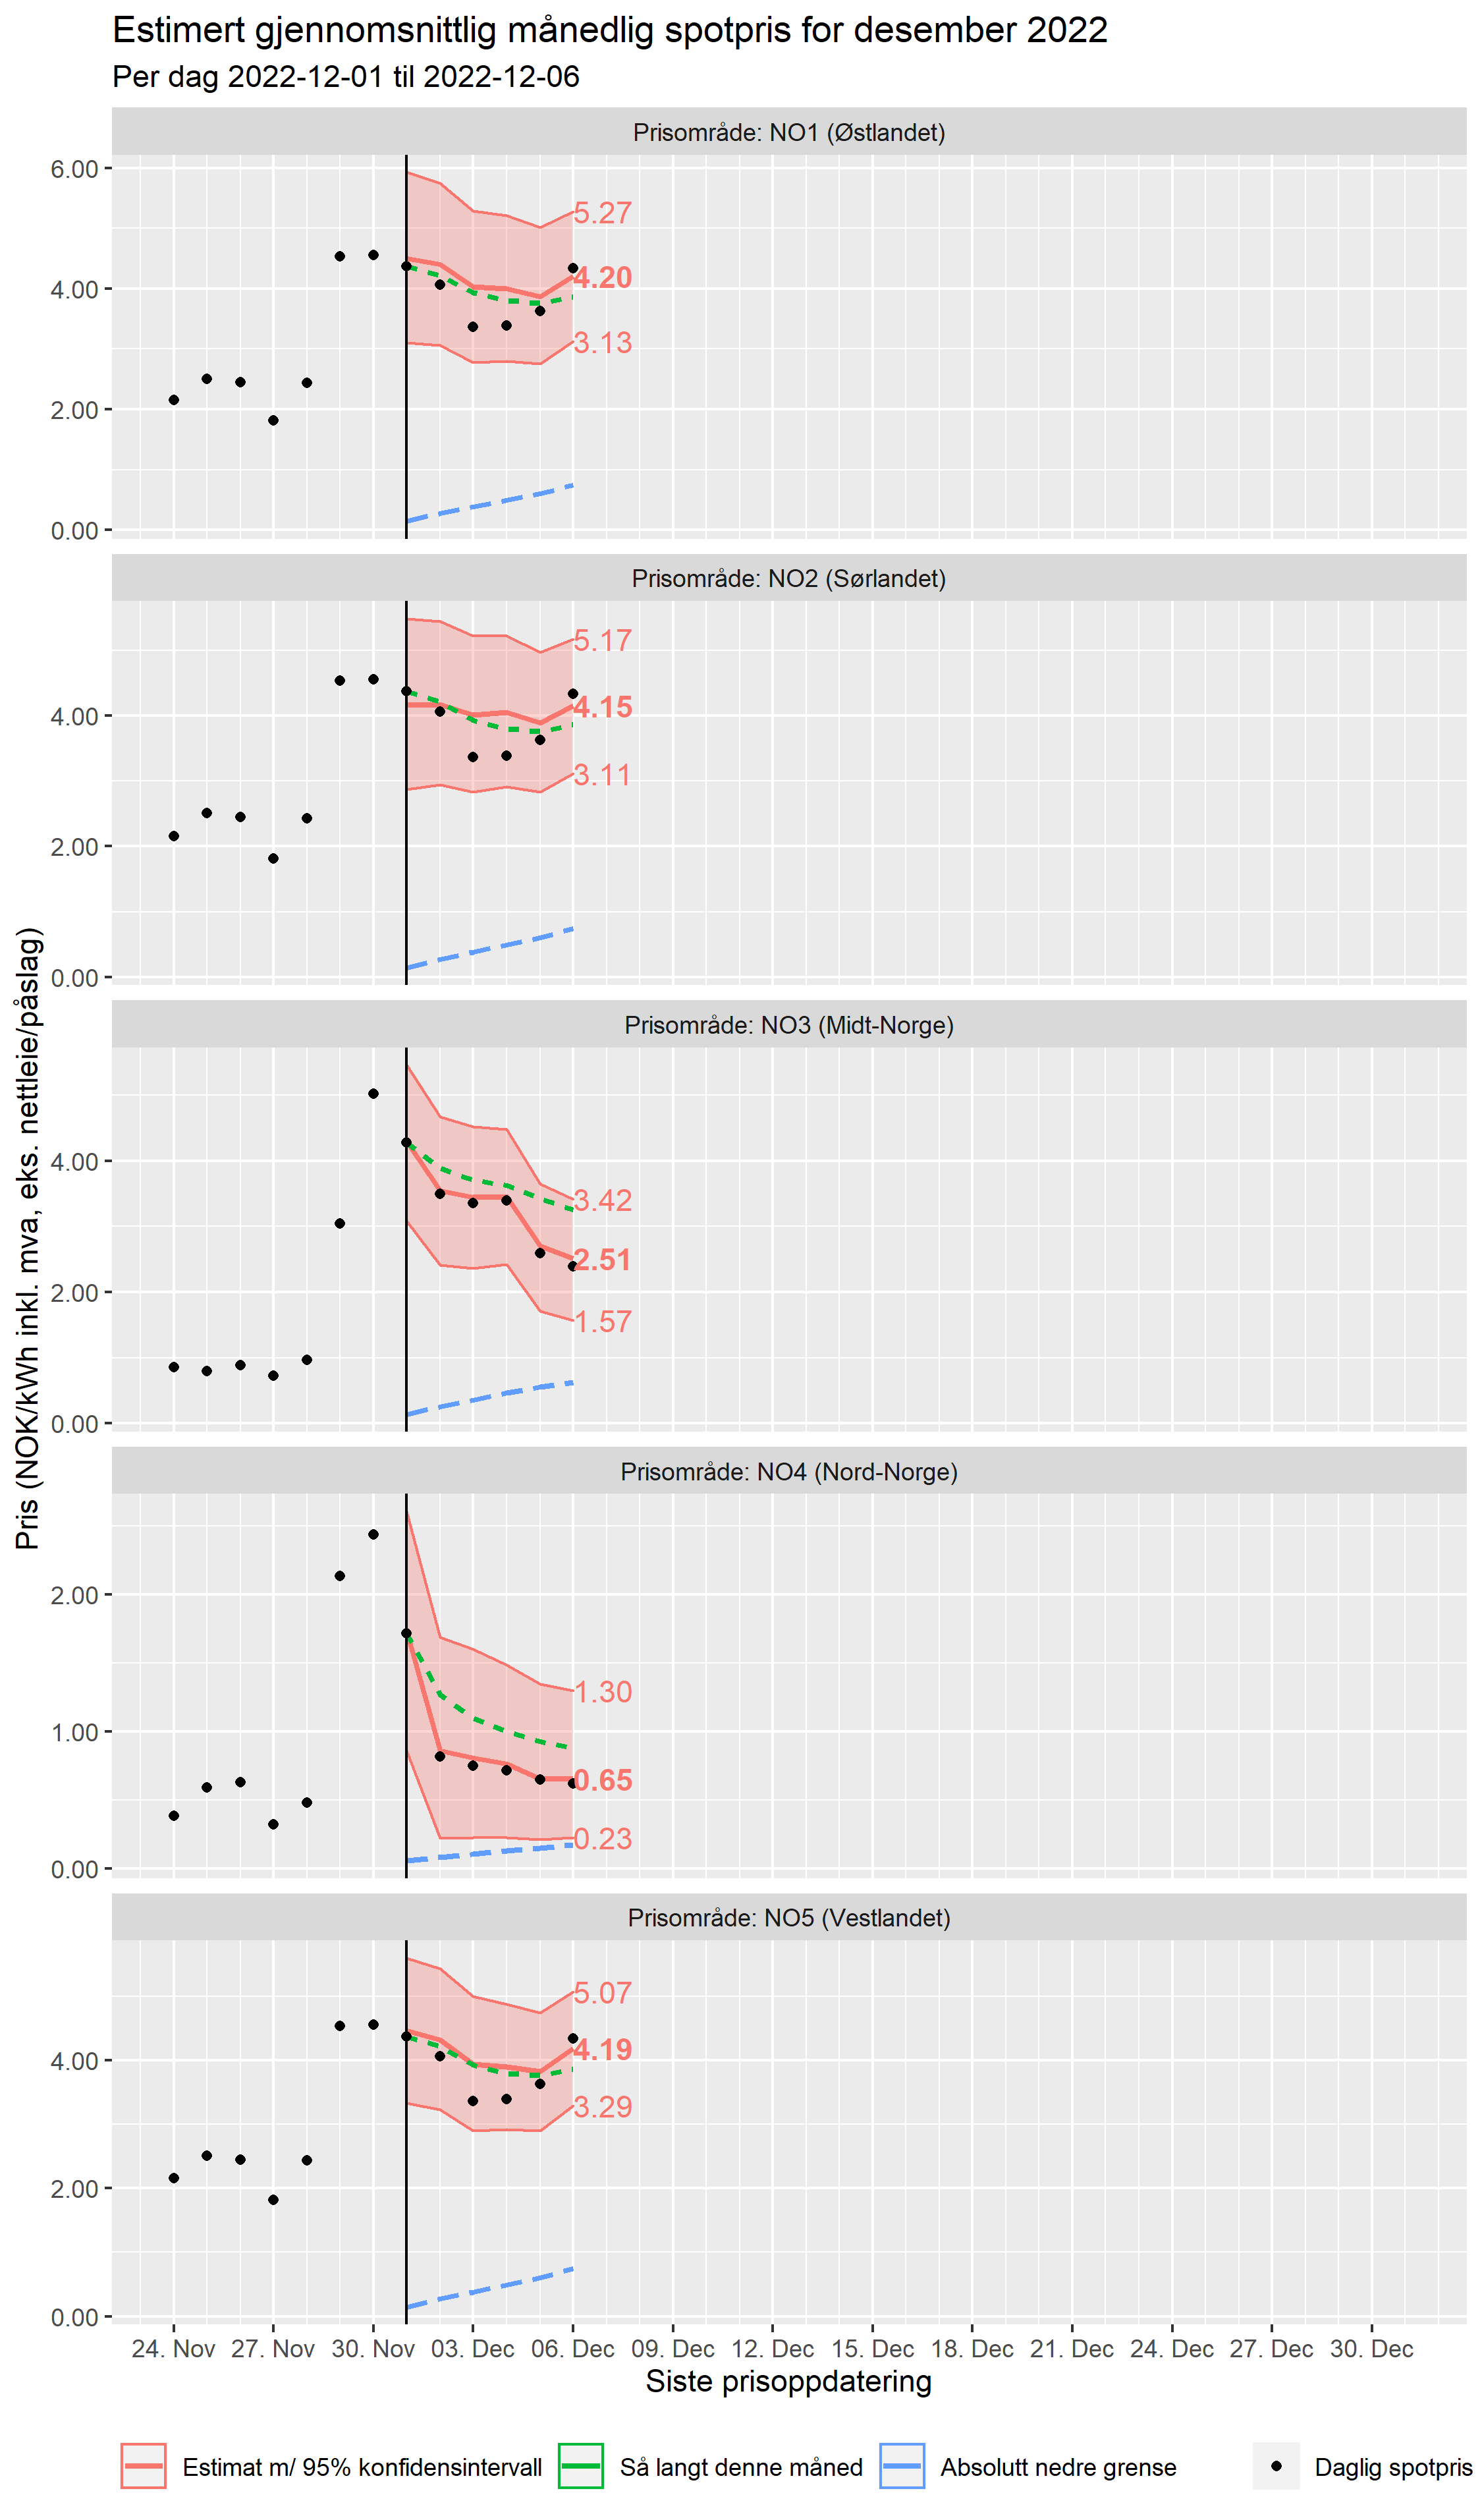 Estimert gjennomsnittlig månedlig spotpris for desember 2022
Per dag 2022-12-01 til 2022-12-06
Prisområde: NO1 (Østlandet)
6.00
4.00
2.00
0.00
5.27
4.20
3.13
Prisområde: NO2 (Sørlandet)
4.00
2.00
0.00
5.17
4.15
3.11
Prisområde: NO3 (Midt-Norge)
4.00
2.00
0.00
3.42
2.51
1.57
Prisområde: NO4 (Nord-Norge)
2.00
1.00
0.00
1.30
0.65
0.23
Prisområde: NO5 (Vestlandet)
4.00
2.00
0.00
5.07
4.19
3.29
Pris (NOK/kWh inkl. mva, eks. nettleie/påslag)
24. Nov 27. Nov 30. Nov 03. Dec 06. Dec 09. Dec 12. Dec 15. Dec 18. Dec 21. Dec 24. Dec 27. Dec 30. Dec
Siste prisoppdatering
Estimat m/ 95% konfidensintervall Så langt denne måned Absolutt nedre grense Daglig spotpris